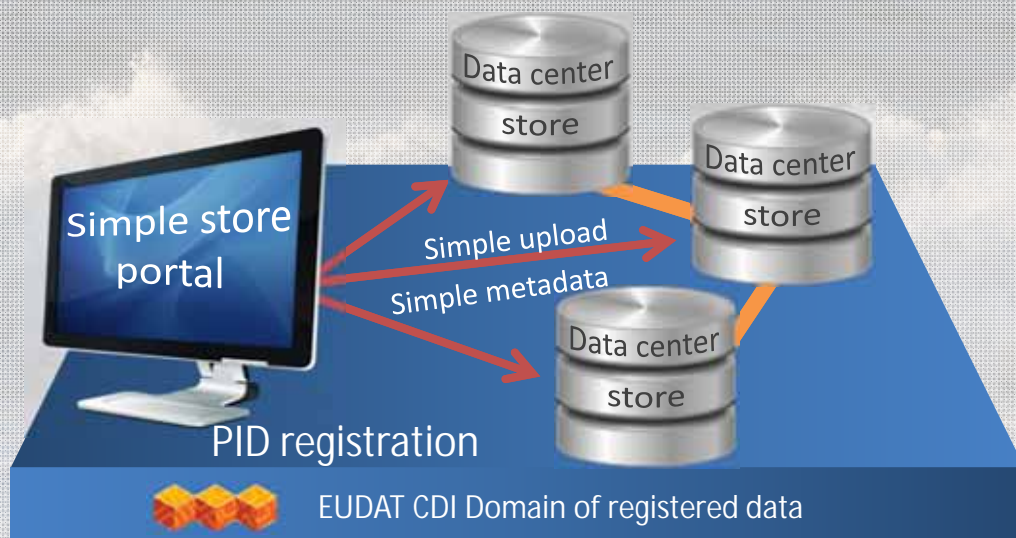 Data center
store
Data center
store
Simple store
portal
Simple upload
Simple metadata
Data center
store
PID registration
EUDAT CDI Domain of registered data